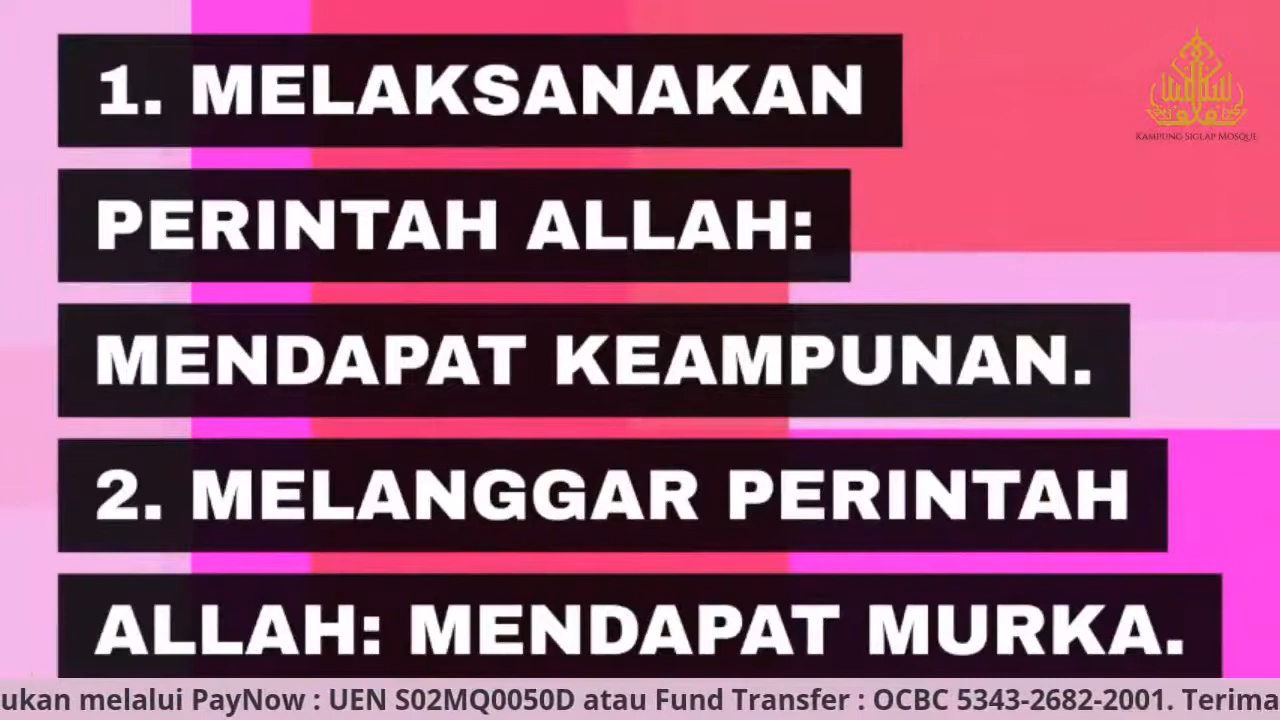 1. MELAKSANAKAN
PERINTAH ALLAH:
MENDAPAT KEAMPUNAN.
2. MELANGGAR PERINTAH
ALLAH: MENDAPAT MURKA.
KAMPUNG SIGLAP MOSQUE
ukan melalui PayNow : UEN S02MQ0050D atau Fund Transfer : OCBC 5343-2682-2001. Terima